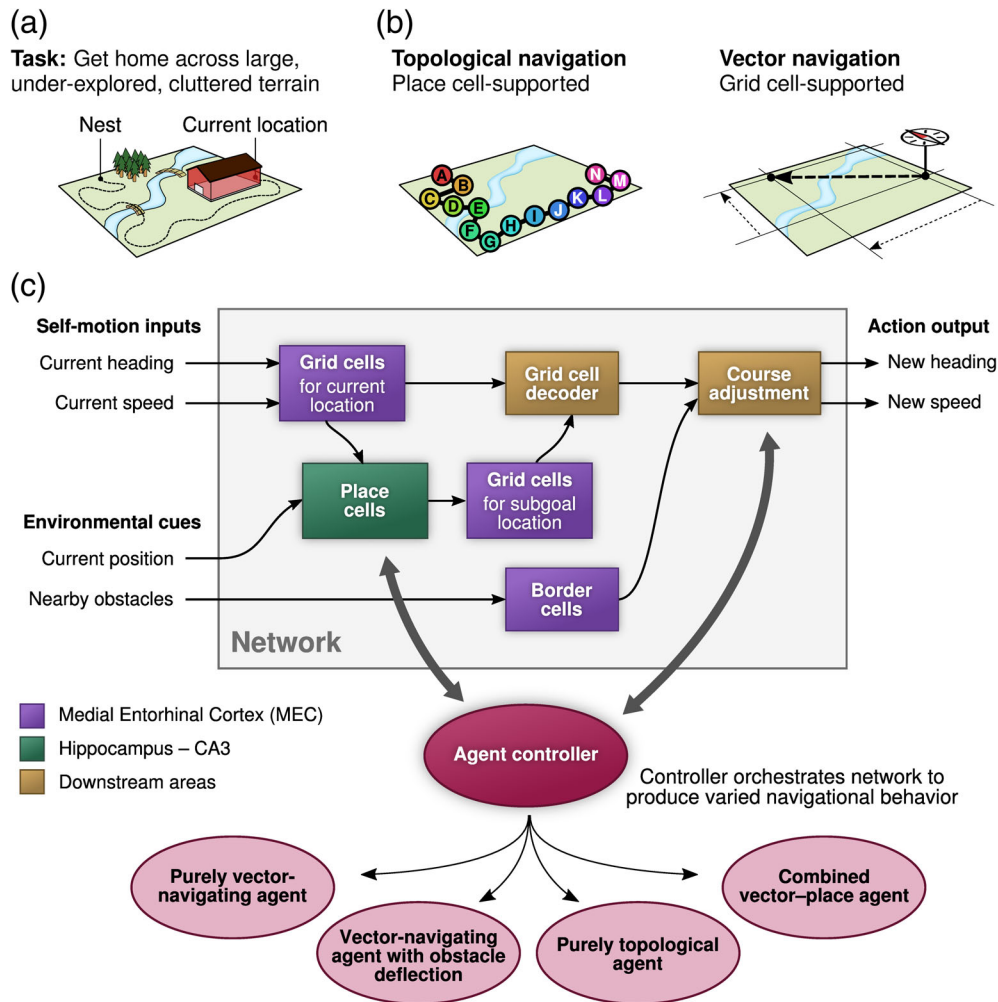 (a)
Task: Get home across large,
under-explored, cluttered terrain
Nest
Current location
(b)
Topological navigation
Place cell-supported
A
B
C
D
E
F
G
H
I
J
K
L
M
N
Vector navigation
Grid cell-supported
(c)
Self-motion inputs
Current heading
Current speed
Environmental cues
Current position
Nearby obstacles
Grid cells
for current
location
Grid cell
decoder
Course
adjustment
Action output
New heading
New speed
Place
cells
Grid cells
for subgoal
location
Border
cells
Network
Medial Entorhinal Cortex (MEC)
Hippocampus – CA3
Downstream areas
Agent controller
Controller orchestrates network to
produce varied navigational behavior
Purely vector-
navigating agent
Vector-navigating
agent with obstacle
deflection
Purely topological
agent
Combined
vector–place agent